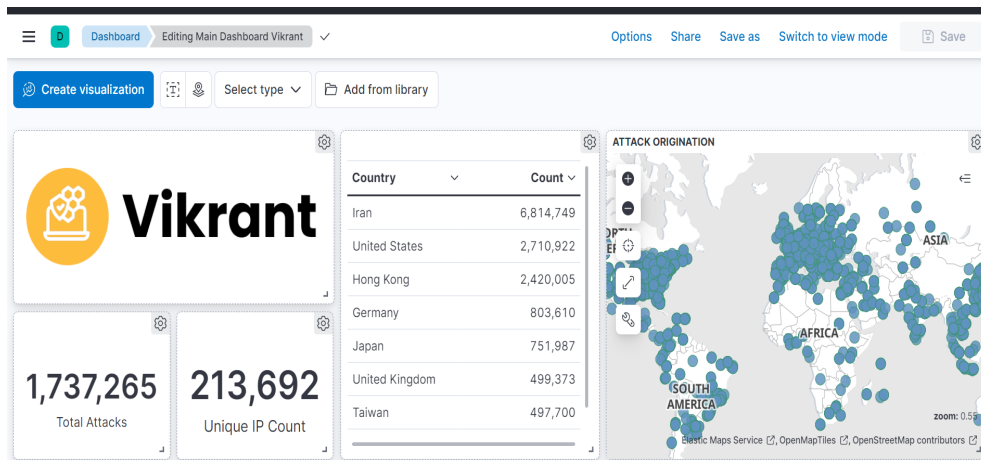 D Dashboard Editing Main Dashboard Vikrant Options Share Save as Switch to view mode Save
Create visualization Select type Add from library
Vikrant
1,737,265
Total Attacks
213,692
Unique IP Count
Country Count
Iran 6,814,749
United States 2,710,922
Hong Kong 2,420,005
Germany 803,610
Japan 751,987
United Kingdom 499,373
Taiwan 497,700
ATTACK ORIGINATION
ASIA
AFRICA
SOUTH
AMERICA
zoom: 0.55
Elastic Maps Service , OpenMapTiles , OpenStreetMap contributors